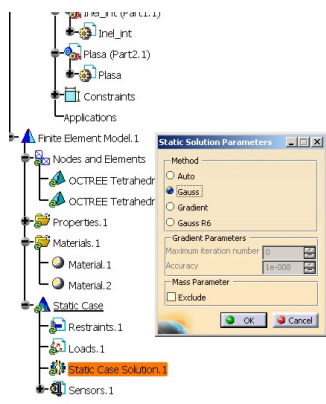 Inel_int (Part1.1)
Inel_int
Plasa (Part2.1)
Plasa
Constraints
Applications
Finite Element Model.1
Nodes and Elements
OCTREE Tetrahedr
OCTREE Tetrahedr
Properties.1
Materials.1
Material.1
Material.2
Static Case
Restraints.1
Loads.1
Static Case Solution.1
Sensors.1
Static Solution Parameters
Method
Auto
Gauss
Gradient
Gauss R6
Gradient Parameters
Maximum iteration number 0
Accuracy 1e-008
Mass Parameter
Exclude
OK Cancel